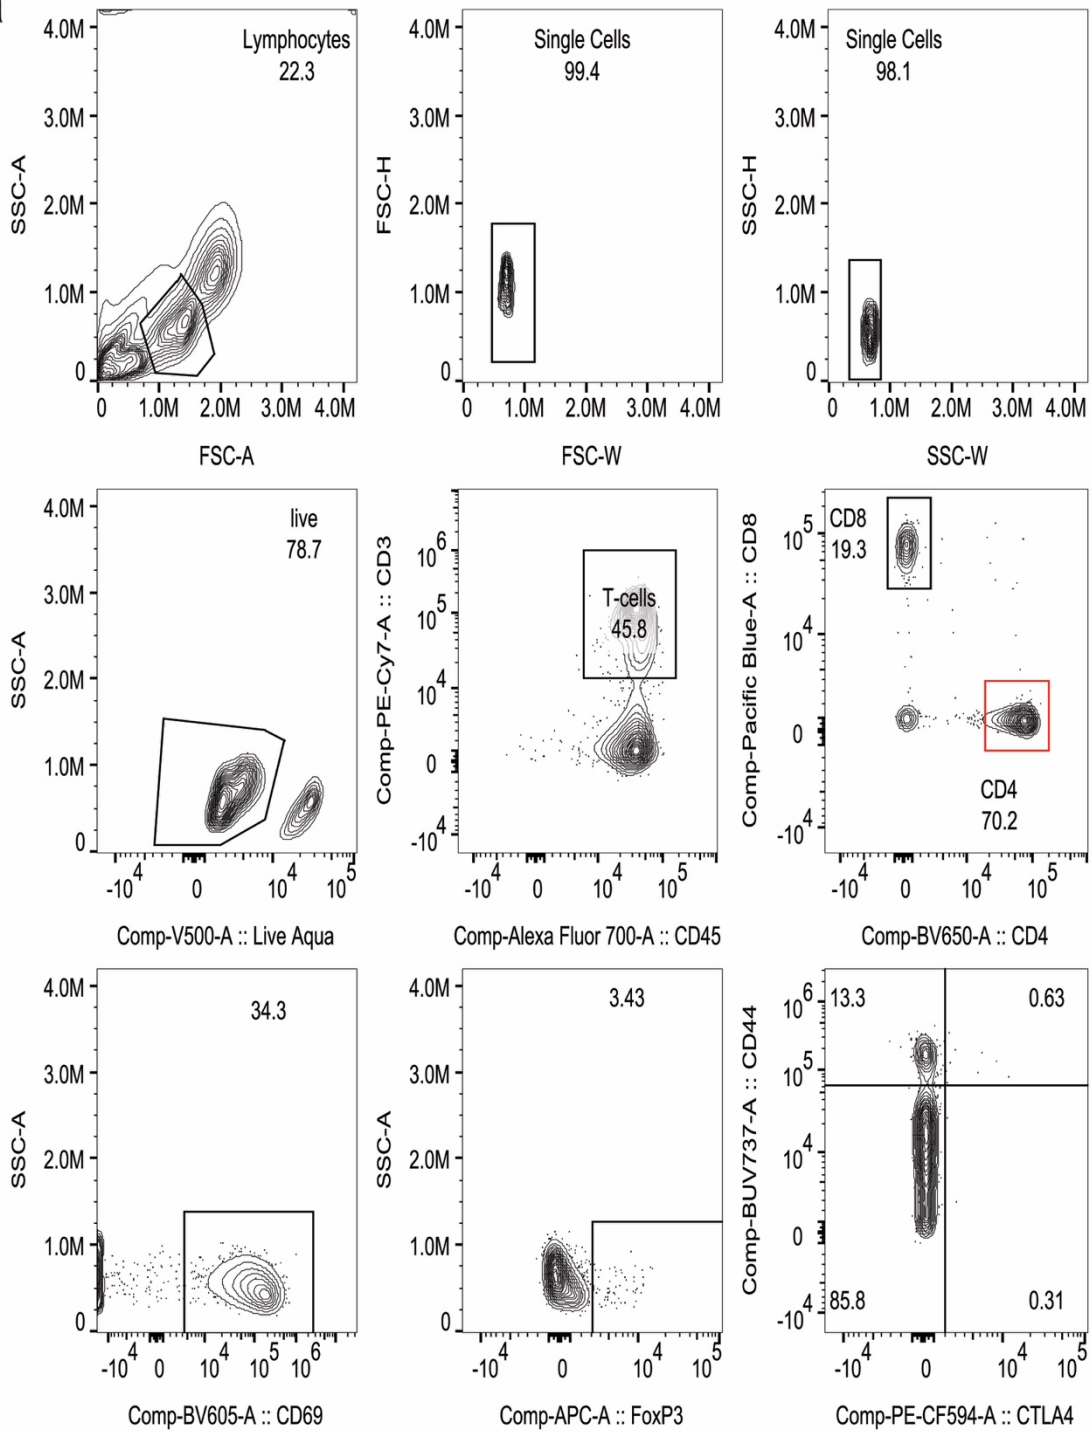 4.0M
3.0M
2.0M
1.0M
0
SSC-A
Lymphocytes
22.3
0 1.0M 2.0M 3.0M 4.0M
FSC-A
4.0M
3.0M
2.0M
1.0M
0
FSC-H
Single Cells
99.4
0 1.0M 2.0M 3.0M 4.0M
FSC-W
4.0M
3.0M
2.0M
1.0M
0
SSC-H
Single Cells
98.1
0 1.0M 2.0M 3.0M 4.0M
SSC-W
4.0M
3.0M
2.0M
1.0M
0
SSC-A
live
78.7
-10^4 0 10^4 10^5
Comp-V500-A :: Live Aqua
10^6
10^5
10^4
0
-10^4
Comp-PE-Cy7-A :: CD3
T-cells
45.8
-10^4 0 10^4 10^5
Comp-Alexa Fluor 700-A :: CD45
10^5
10^4
0
-10^4
Comp-Pacific Blue-A :: CD8
CD8
19.3
CD4
70.2
-10^4 0 10^4 10^5
Comp-BV650-A :: CD4
4.0M
3.0M
2.0M
1.0M
0
SSC-A
34.3
-10^4 0 10^4 10^5 10^6
Comp-BV605-A :: CD69
4.0M
3.0M
2.0M
1.0M
0
SSC-A
3.43
-10^4 0 10^4 10^5
Comp-APC-A :: FoxP3
10^6
10^5
10^4
0
-10^4
Comp-BUV737-A :: CD44
13.3 0.63
85.8 0.31
-10^4 0 10^4 10^5
Comp-PE-CF594-A :: CTLA4